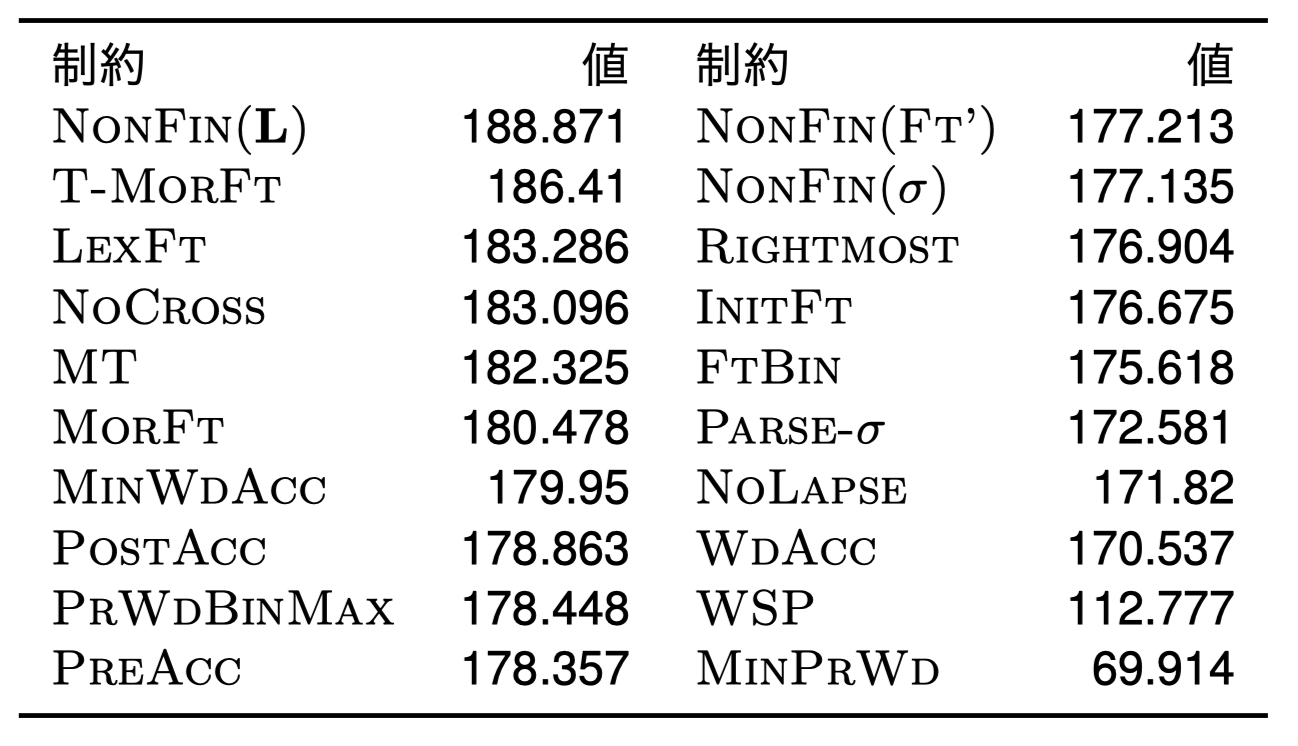 制約 値 制約 値
NONFIN(L) 188.871 NONFIN(FT’) 177.213
T-MORFT 186.41 NONFIN(σ) 177.135
LEXFT 183.286 RIGHTMOST 176.904
NOCROSS 183.096 INITFT 176.675
MT 182.325 FTBIN 175.618
MORFT 180.478 PARSE-σ 172.581
MINWDACC 179.95 NOLAPSE 171.82
POSTACC 178.863 WDACC 170.537
PRWDBINMAX 178.448 WSP 112.777
PREACC 178.357 MINPRWD 69.914